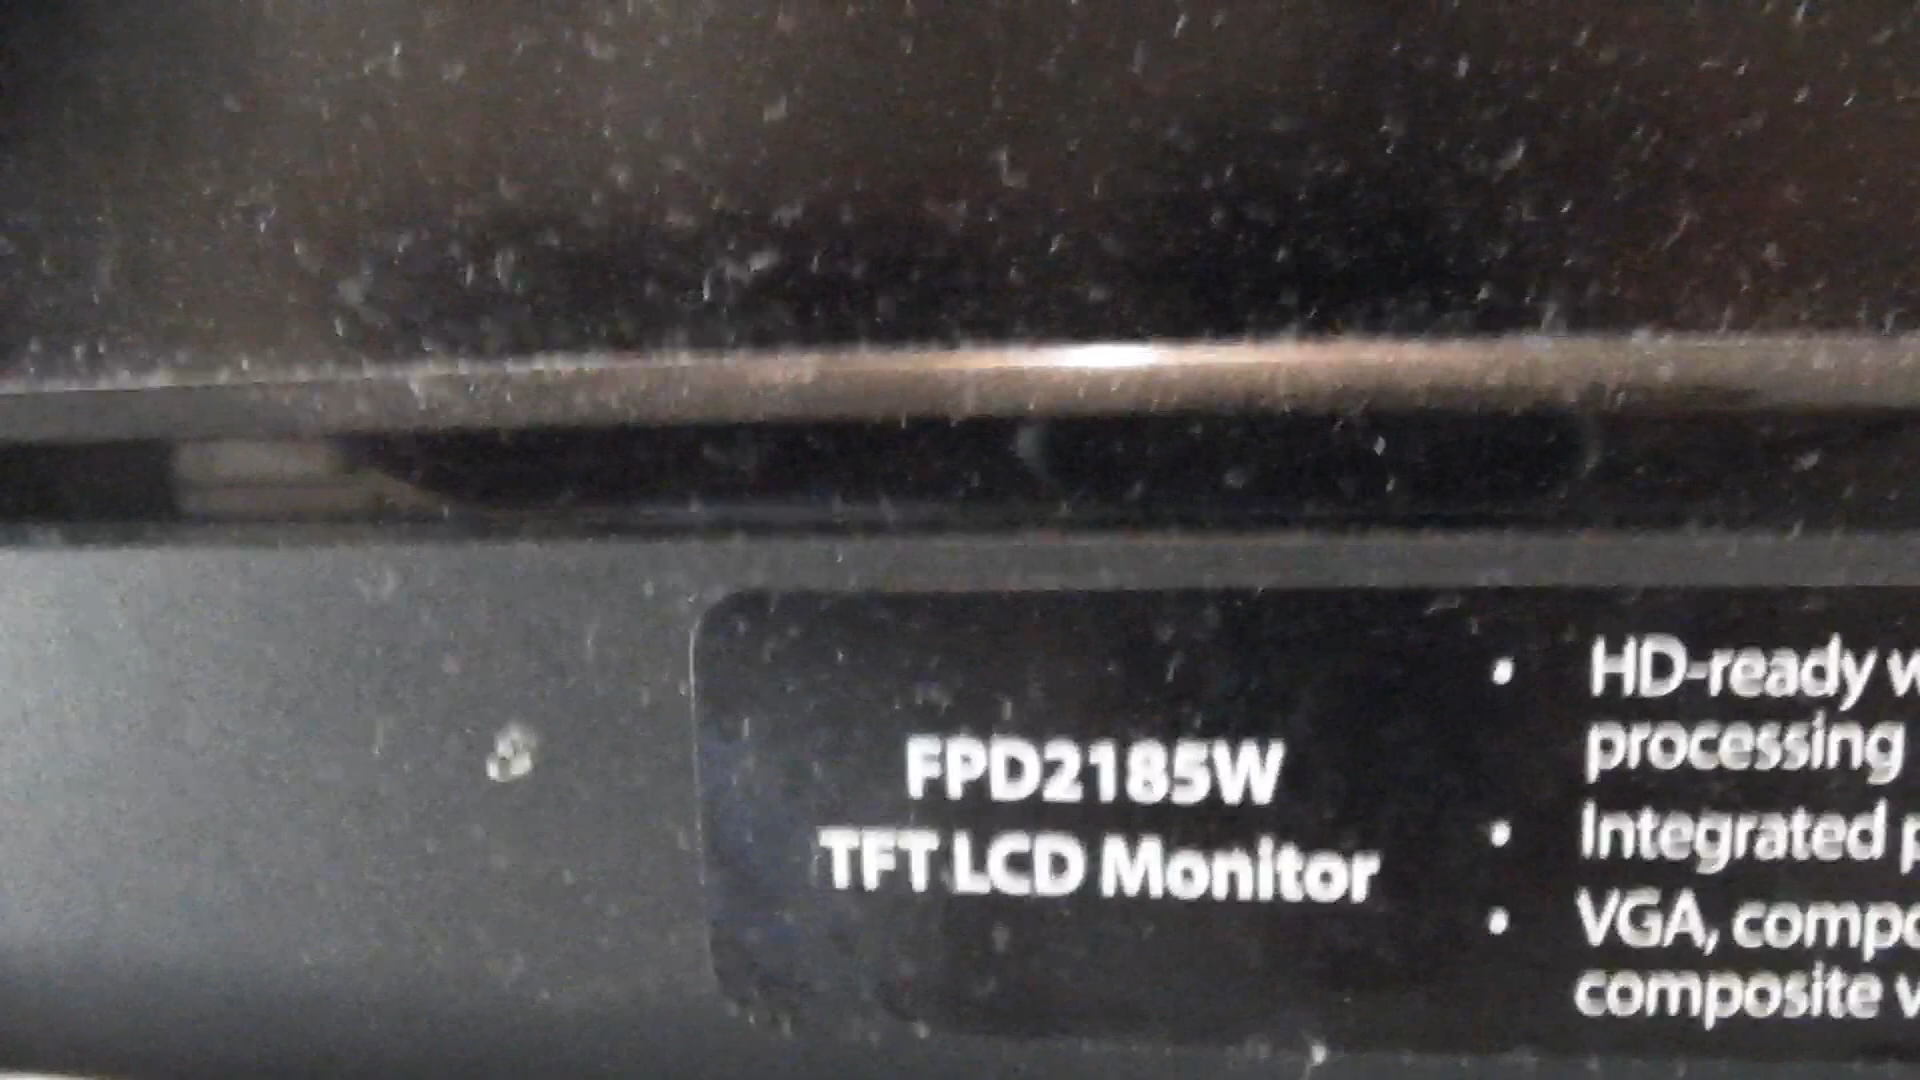 FPD2185W
TFT LCD Monitor
• HD-ready
processing
• Integrated
• VGA,
composite